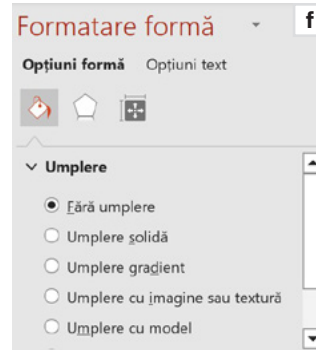 Formatare formă
f
Opțiuni formă Opțiuni text
Umplere
Fără umplere
Umplere solidă
Umplere gradient
Umplere cu imagine sau textură
Umplere cu model